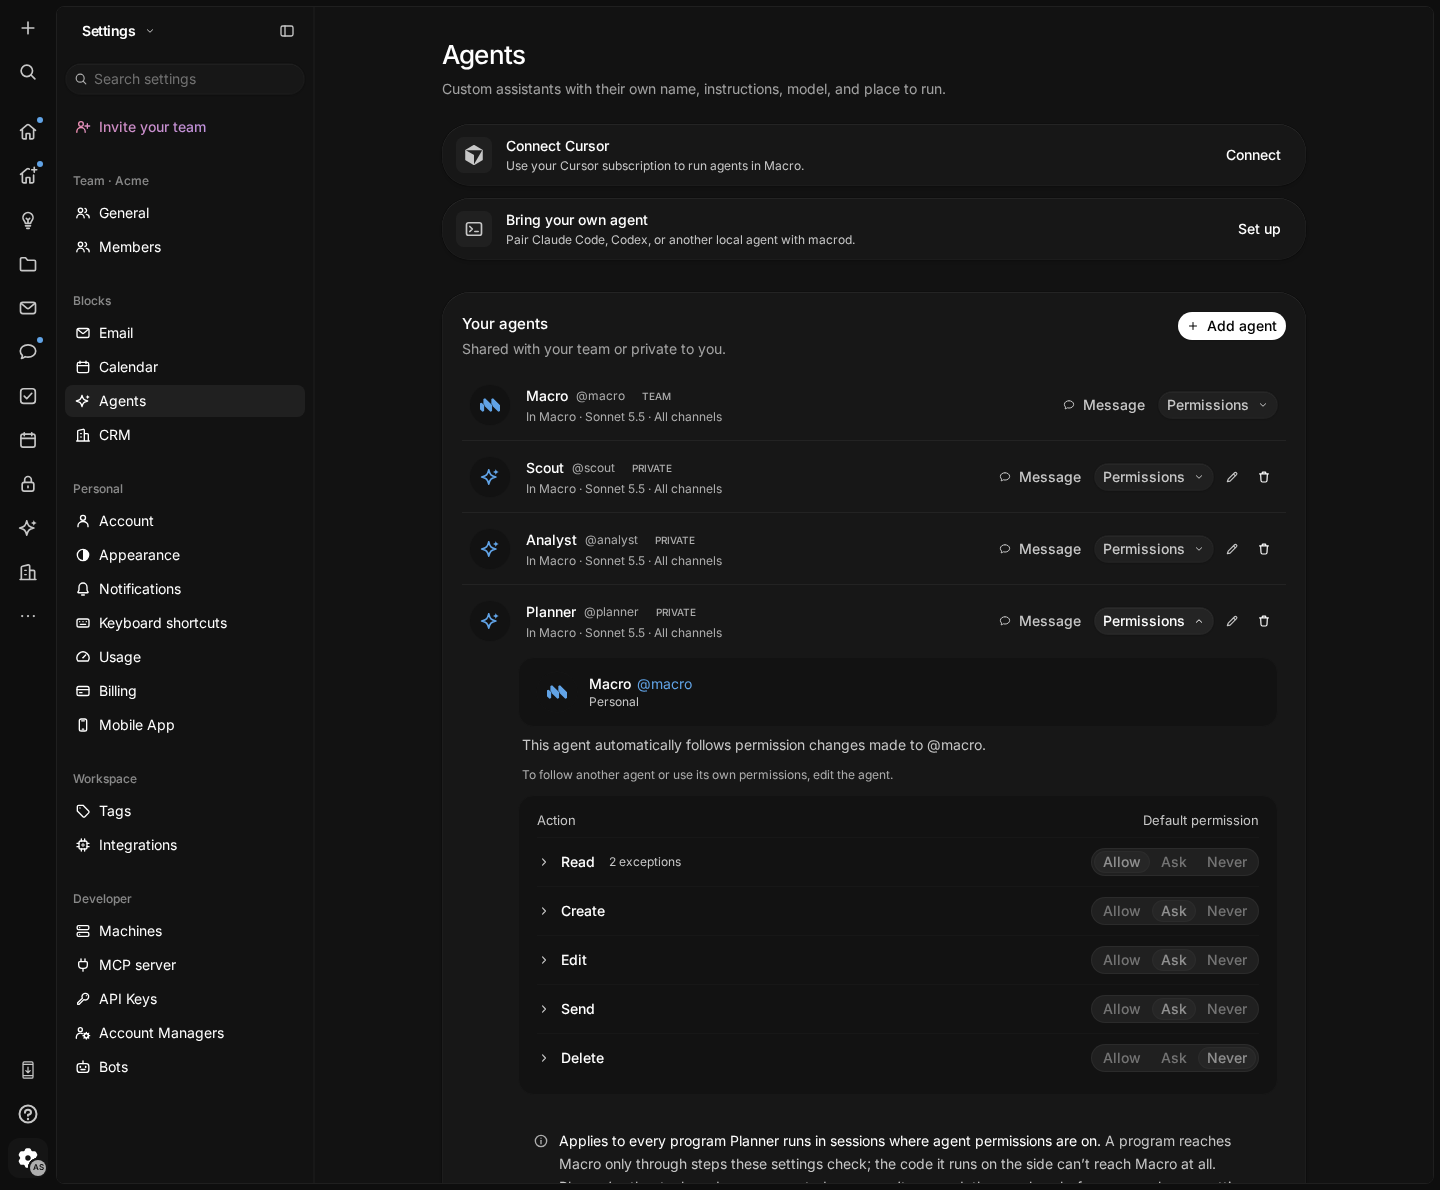 Settings
Search settings
Invite your team
Team · Acme
General
Members
Blocks
Email
Calendar
Agents
CRM
Personal
Account
Appearance
Notifications
Keyboard shortcuts
Usage
Billing
Mobile App
Workspace
Tags
Integrations
Developer
Machines
MCP server
API Keys
Account Managers
Bots
AS
Agents
Custom assistants with their own name, instructions, model, and place to run.
Connect Cursor
Use your Cursor subscription to run agents in Macro.
Connect
Bring your own agent
Pair Claude Code, Codex, or another local agent with macrod.
Set up
Your agents
Shared with your team or private to you.
Add agent
Macro @macro TEAM
In Macro · Sonnet 5.5 · All channels
Message Permissions
Scout @scout PRIVATE
In Macro · Sonnet 5.5 · All channels
Message Permissions
Analyst @analyst PRIVATE
In Macro · Sonnet 5.5 · All channels
Message Permissions
Planner @planner PRIVATE
In Macro · Sonnet 5.5 · All channels
Message Permissions
Macro @macro
Personal
This agent automatically follows permission changes made to @macro.
To follow another agent or use its own permissions, edit the agent.
Action Default permission
Read 2 exceptions Allow Ask Never
Create Allow Ask Never
Edit Allow Ask Never
Send Allow Ask Never
Delete Allow Ask Never
Applies to every program Planner runs in sessions where agent permissions are on. A program reaches
Macro only through steps these settings check; the code it runs on the side can't reach Macro at all.